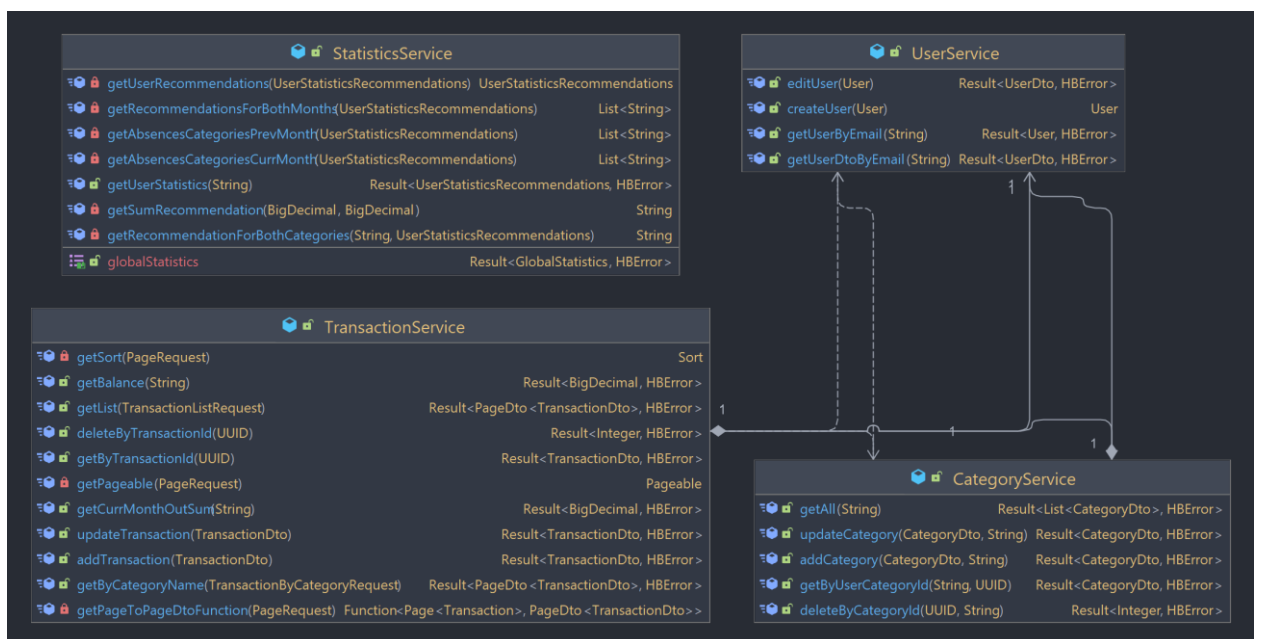 StatisticsService
getUserRecommendations(UserStatisticsRecommendations) UserStatisticsRecommendations
getRecommendationsForBothMonths(UserStatisticsRecommendations) List<String>
getAbsencesCategoriesPrevMonth(UserStatisticsRecommendations) List<String>
getAbsencesCategoriesCurrMonth(UserStatisticsRecommendations) List<String>
getUserStatistics(String) Result<UserStatisticsRecommendations, HBError>
getSumRecommendation(BigDecimal, BigDecimal) String
getRecommendationForBothCategories(String, UserStatisticsRecommendations) String
globalStatistics Result<GlobalStatistics, HBError>
UserService
editUser(User) Result<UserDto, HBError>
createUser(User) User
getUserByEmail(String) Result<User, HBError>
getUserDtoByEmail(String) Result<UserDto, HBError>
1
TransactionService
getSort(PageRequest) Sort
getBalance(String) Result<BigDecimal, HBError>
getList(TransactionListRequest) Result<PageDto<TransactionDto>, HBError>
deleteByTransactionId(UUID) Result<Integer, HBError>
getByTransactionId(UUID) Result<TransactionDto, HBError>
getPageable(PageRequest) Pageable
getCurrMonthOutSum(String) Result<BigDecimal, HBError>
updateTransaction(TransactionDto) Result<TransactionDto, HBError>
addTransaction(TransactionDto) Result<TransactionDto, HBError>
getByCategoryName(TransactionByCategoryRequest) Result<PageDto<TransactionDto>, HBError>
getPageToPageDtoFunction(PageRequest) Function<Page<Transaction>, PageDto<TransactionDto>>
1
1
1
CategoryService
getAll(String) Result<List<CategoryDto>, HBError>
updateCategory(CategoryDto, String) Result<CategoryDto, HBError>
addCategory(CategoryDto, String) Result<CategoryDto, HBError>
getByUserCategoryId(String, UUID) Result<CategoryDto, HBError>
deleteByCategoryId(UUID, String) Result<Integer, HBError>